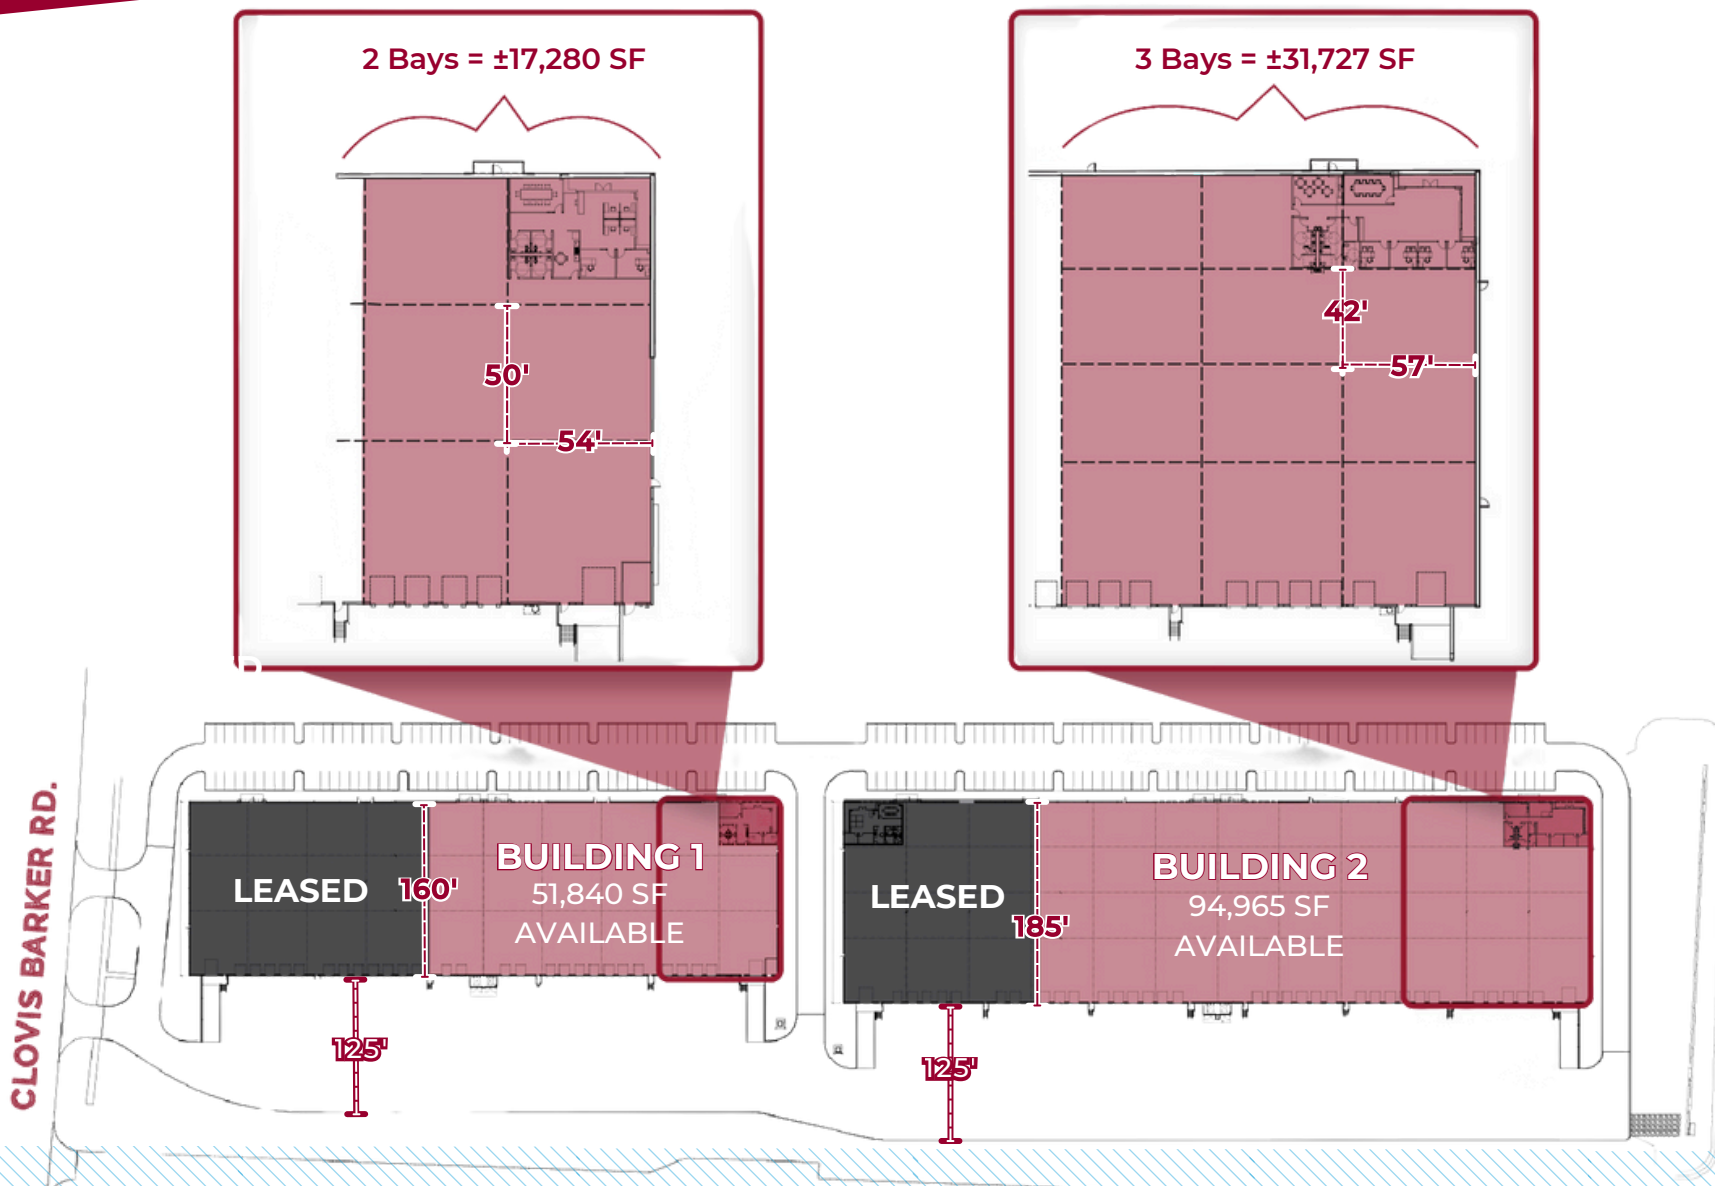 2 Bays = ±17,280 SF
3 Bays = ±31,727 SF
50'
54'
42'
57'
CLOVIS BARKER RD.
LEASED
160'
BUILDING 1
51,840 SF
AVAILABLE
LEASED
185'
BUILDING 2
94,965 SF
AVAILABLE
125'
125'